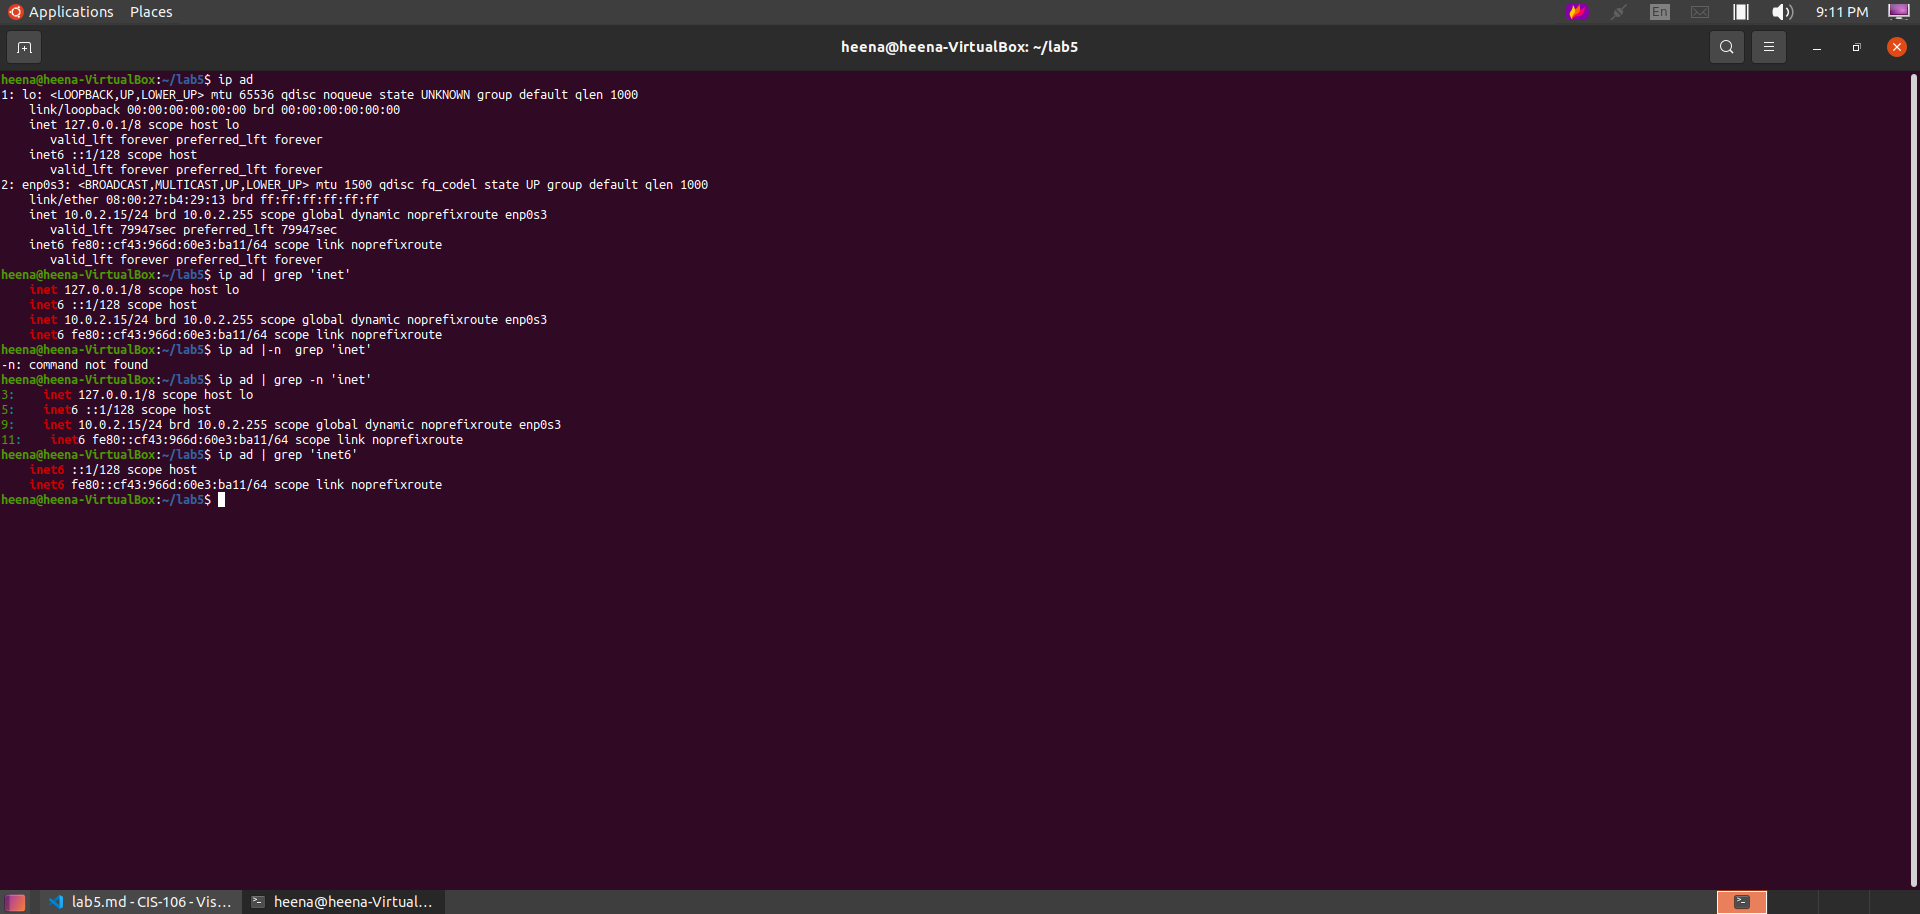 Applications Places
En 9:11 PM
heena@heena-VirtualBox: ~/lab5
heena@heena-VirtualBox:~/lab5$ ip ad
1: lo: <LOOPBACK,UP,LOWER_UP> mtu 65536 qdisc noqueue state UNKNOWN group default qlen 1000
    link/loopback 00:00:00:00:00:00 brd 00:00:00:00:00:00
    inet 127.0.0.1/8 scope host lo
       valid_lft forever preferred_lft forever
    inet6 ::1/128 scope host
       valid_lft forever preferred_lft forever
2: enp0s3: <BROADCAST,MULTICAST,UP,LOWER_UP> mtu 1500 qdisc fq_codel state UP group default qlen 1000
    link/ether 08:00:27:b4:29:13 brd ff:ff:ff:ff:ff:ff
    inet 10.0.2.15/24 brd 10.0.2.255 scope global dynamic noprefixroute enp0s3
       valid_lft 79947sec preferred_lft 79947sec
    inet6 fe80::cf43:966d:60e3:ba11/64 scope link noprefixroute
       valid_lft forever preferred_lft forever
heena@heena-VirtualBox:~/lab5$ ip ad | grep 'inet'
    inet 127.0.0.1/8 scope host lo
    inet6 ::1/128 scope host
    inet 10.0.2.15/24 brd 10.0.2.255 scope global dynamic noprefixroute enp0s3
    inet6 fe80::cf43:966d:60e3:ba11/64 scope link noprefixroute
heena@heena-VirtualBox:~/lab5$ ip ad |-n  grep 'inet'
-n: command not found
heena@heena-VirtualBox:~/lab5$ ip ad | grep -n 'inet'
3:    inet 127.0.0.1/8 scope host lo
5:    inet6 ::1/128 scope host
9:    inet 10.0.2.15/24 brd 10.0.2.255 scope global dynamic noprefixroute enp0s3
11:    inet6 fe80::cf43:966d:60e3:ba11/64 scope link noprefixroute
heena@heena-VirtualBox:~/lab5$ ip ad | grep 'inet6'
    inet6 ::1/128 scope host
    inet6 fe80::cf43:966d:60e3:ba11/64 scope link noprefixroute
heena@heena-VirtualBox:~/lab5$
lab5.md - CIS-106 - Vis... heena@heena-Virtual...